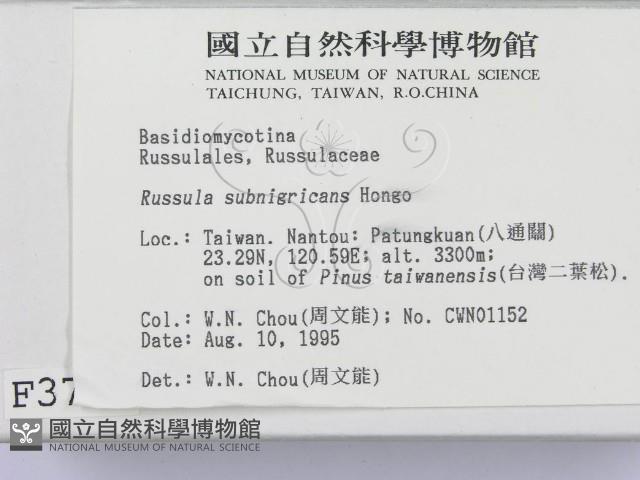 國立自然科學博物館
NATIONAL MUSEUM OF NATURAL SCIENCE
TAICHUNG, TAIWAN, R.O.CHINA
Basidiomycotina
Russulales, Russulaceae
Russula subnigricans Hongo
Loc.: Taiwan. Nantou: Patungkuan(八通關)
23.29N, 120.59E; alt. 3300m;
on soil of Pinus taiwanensis(台灣二葉松).
Col.: W.N. Chou(周文能); No. CWN01152
Date: Aug. 10, 1995
Det.: W.N. Chou(周文能)
F37
國立自然科學博物館
NATIONAL MUSEUM OF NATURAL SCIENCE